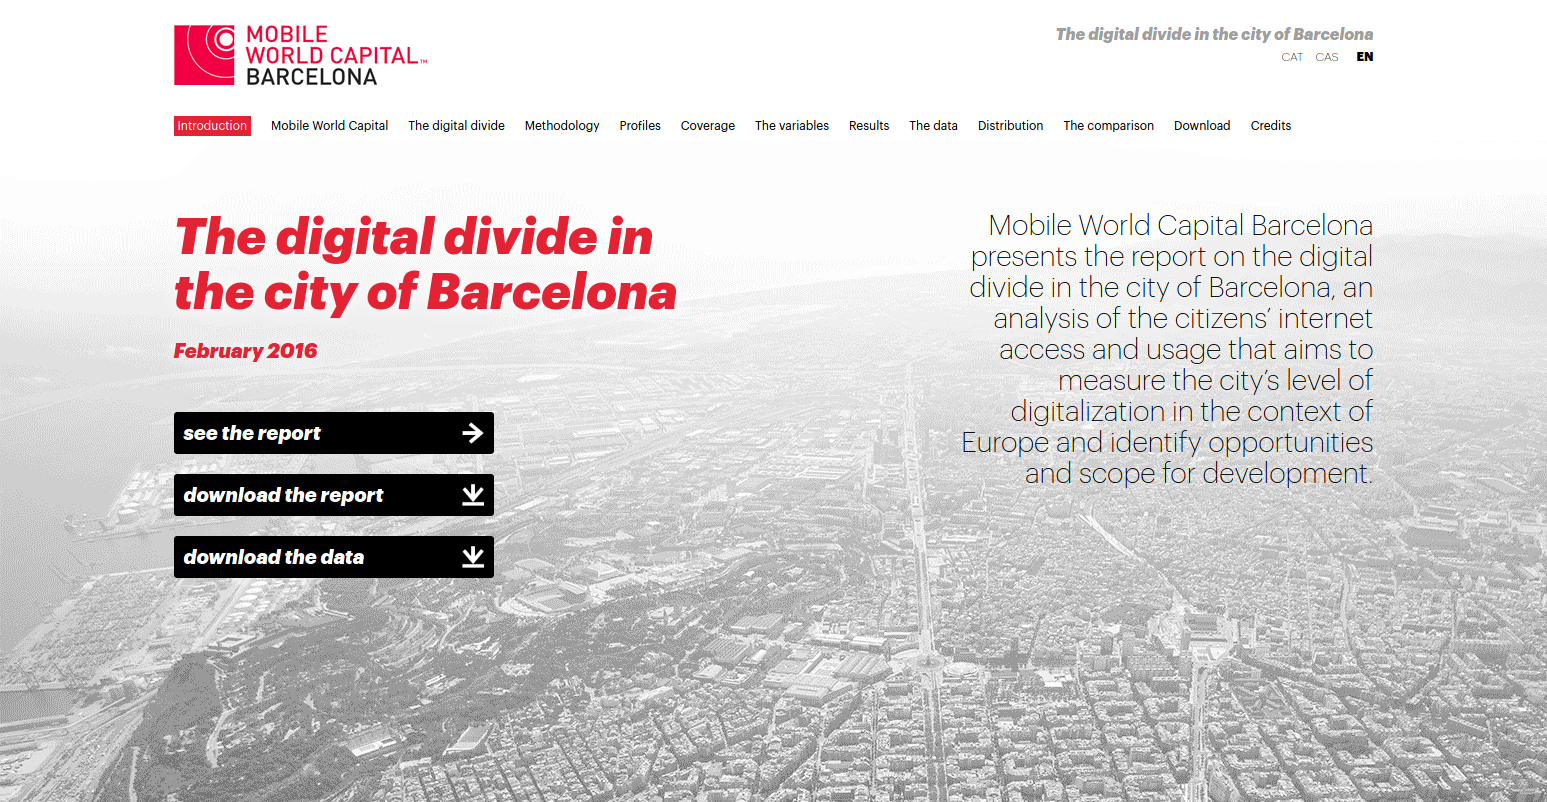 MOBILE
WORLD CAPITAL™
BARCELONA
The digital divide in the city of Barcelona
CAT CAS EN
Introduction Mobile World Capital The digital divide Methodology Profiles Coverage The variables Results The data Distribution The comparison Download Credits
The digital divide in
the city of Barcelona
February 2016
see the report
download the report
download the data
Mobile World Capital Barcelona
presents the report on the digital
divide in the city of Barcelona, an
analysis of the citizens’ internet
access and usage that aims to
measure the city’s level of
digitalization in the context of
Europe and identify opportunities
and scope for development.